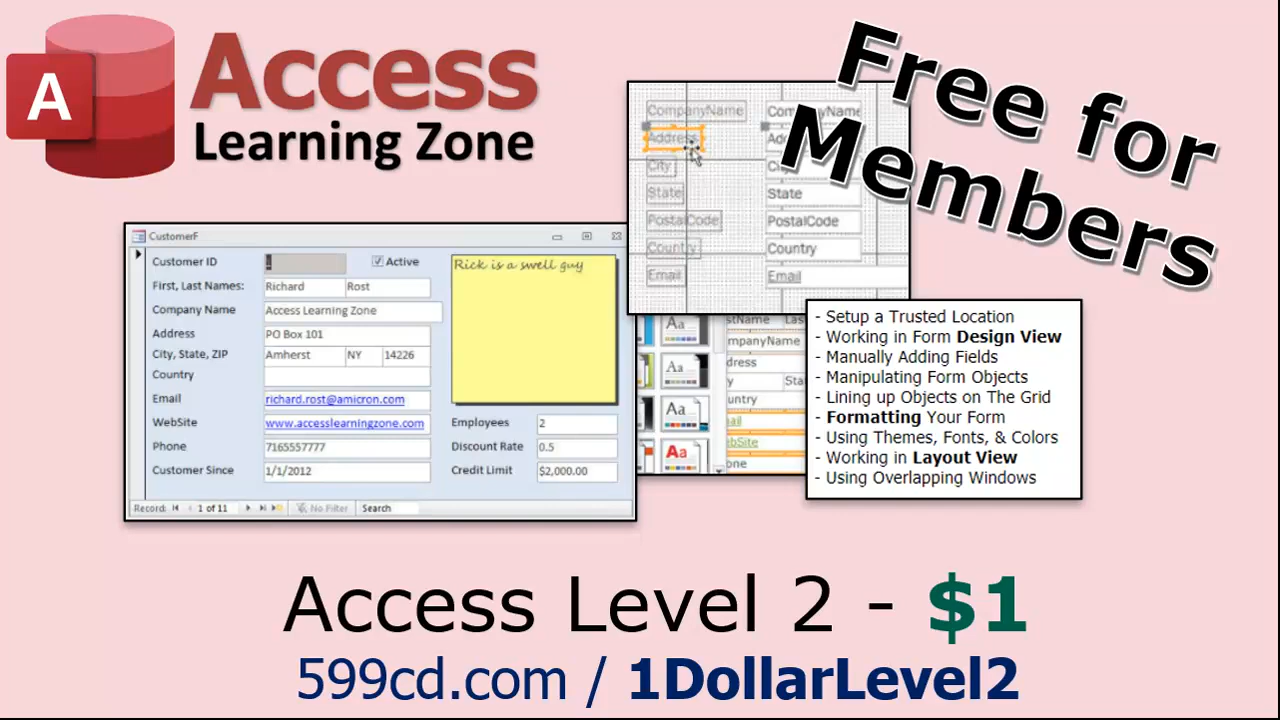 A
Access
Learning Zone
Free for
Members
CompanyName CompanyName
Address
City
State State
PostalCode PostalCode
Country Country
Email Email
CustomerF
Customer ID Active
First, Last Names: Richard Rost
Company Name Access Learning Zone
Address PO Box 101
City, State, ZIP Amherst NY 14226
Country
Email richard.rost@amicron.com
WebSite www.accesslearningzone.com
Phone 7165557777
Customer Since 1/1/2012
Rick is a swell guy
Employees 2
Discount Rate 0.5
Credit Limit $2,000.00
Record: 1 of 11 No Filter Search
Aa
Aa
Aa
Aa
- Setup a Trusted Location
- Working in Form Design View
- Manually Adding Fields
- Manipulating Form Objects
- Lining up Objects on The Grid
- Formatting Your Form
- Using Themes, Fonts, & Colors
- Working in Layout View
- Using Overlapping Windows
Access Level 2 - $1
599cd.com / 1DollarLevel2